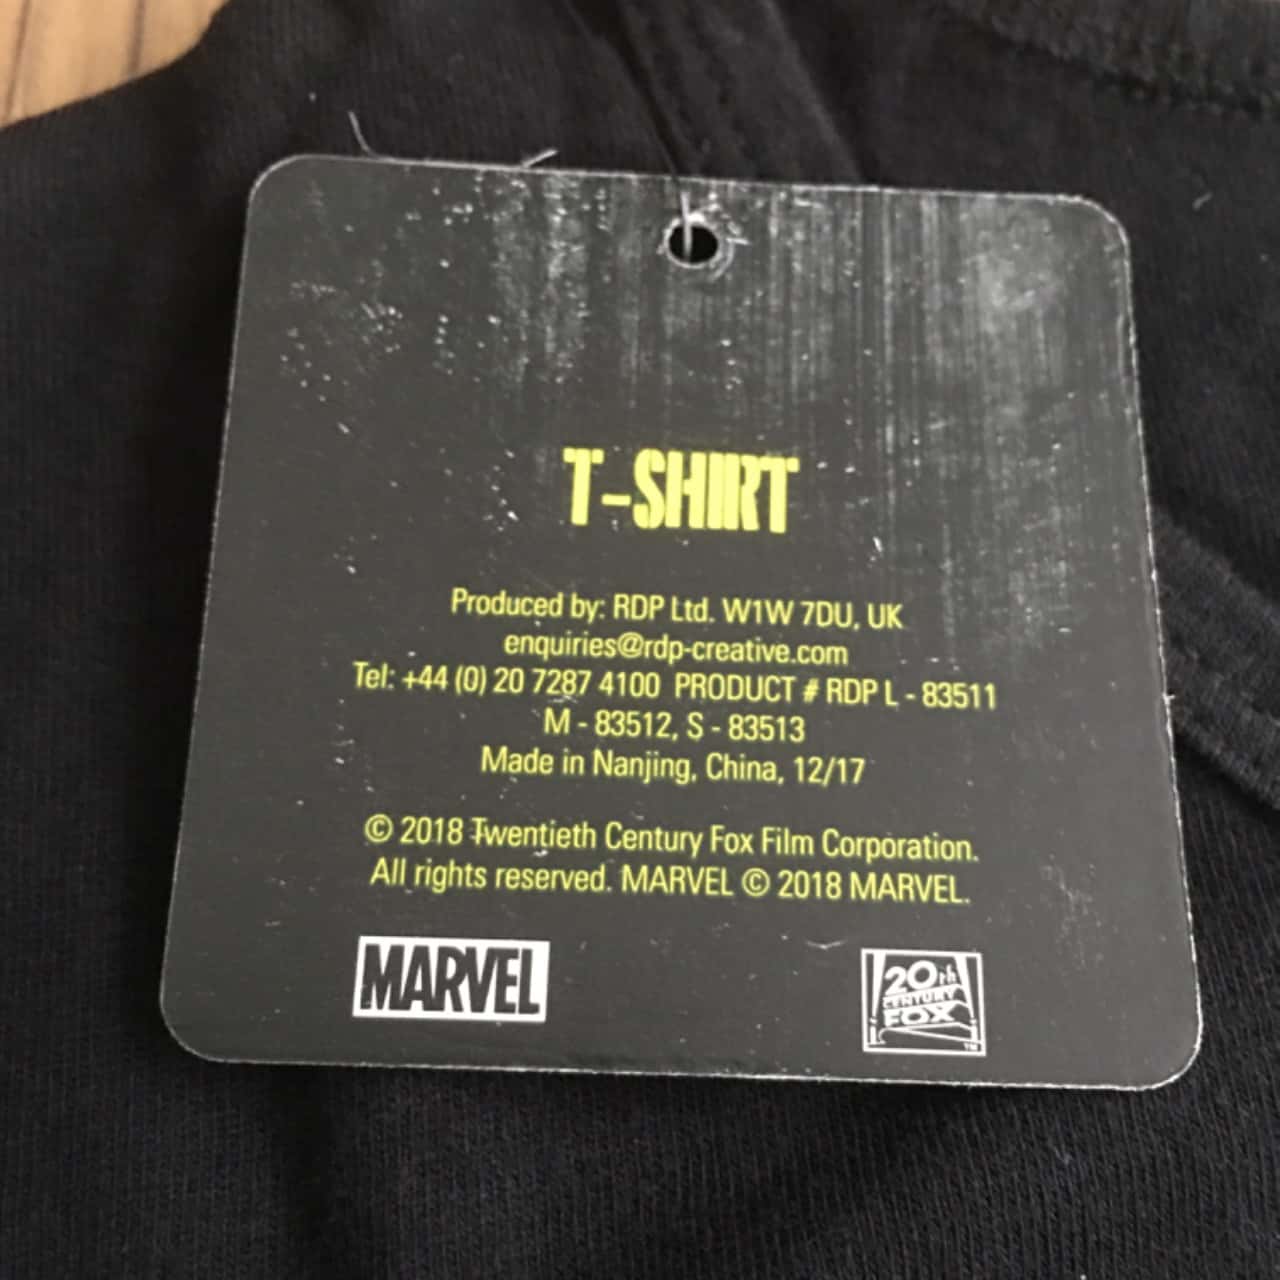 T-SHIRT
Produced by: RDP Ltd. W1W 7DU, UK
enquiries@rdp-creative.com
Tel: +44 (0) 20 7287 4100 PRODUCT # RDP L - 83511
M - 83512, S - 83513
Made in Nanjing, China, 12/17
© 2018 Twentieth Century Fox Film Corporation.
All rights reserved. MARVEL © 2018 MARVEL.
MARVEL
20th
CENTURY
FOX
TM